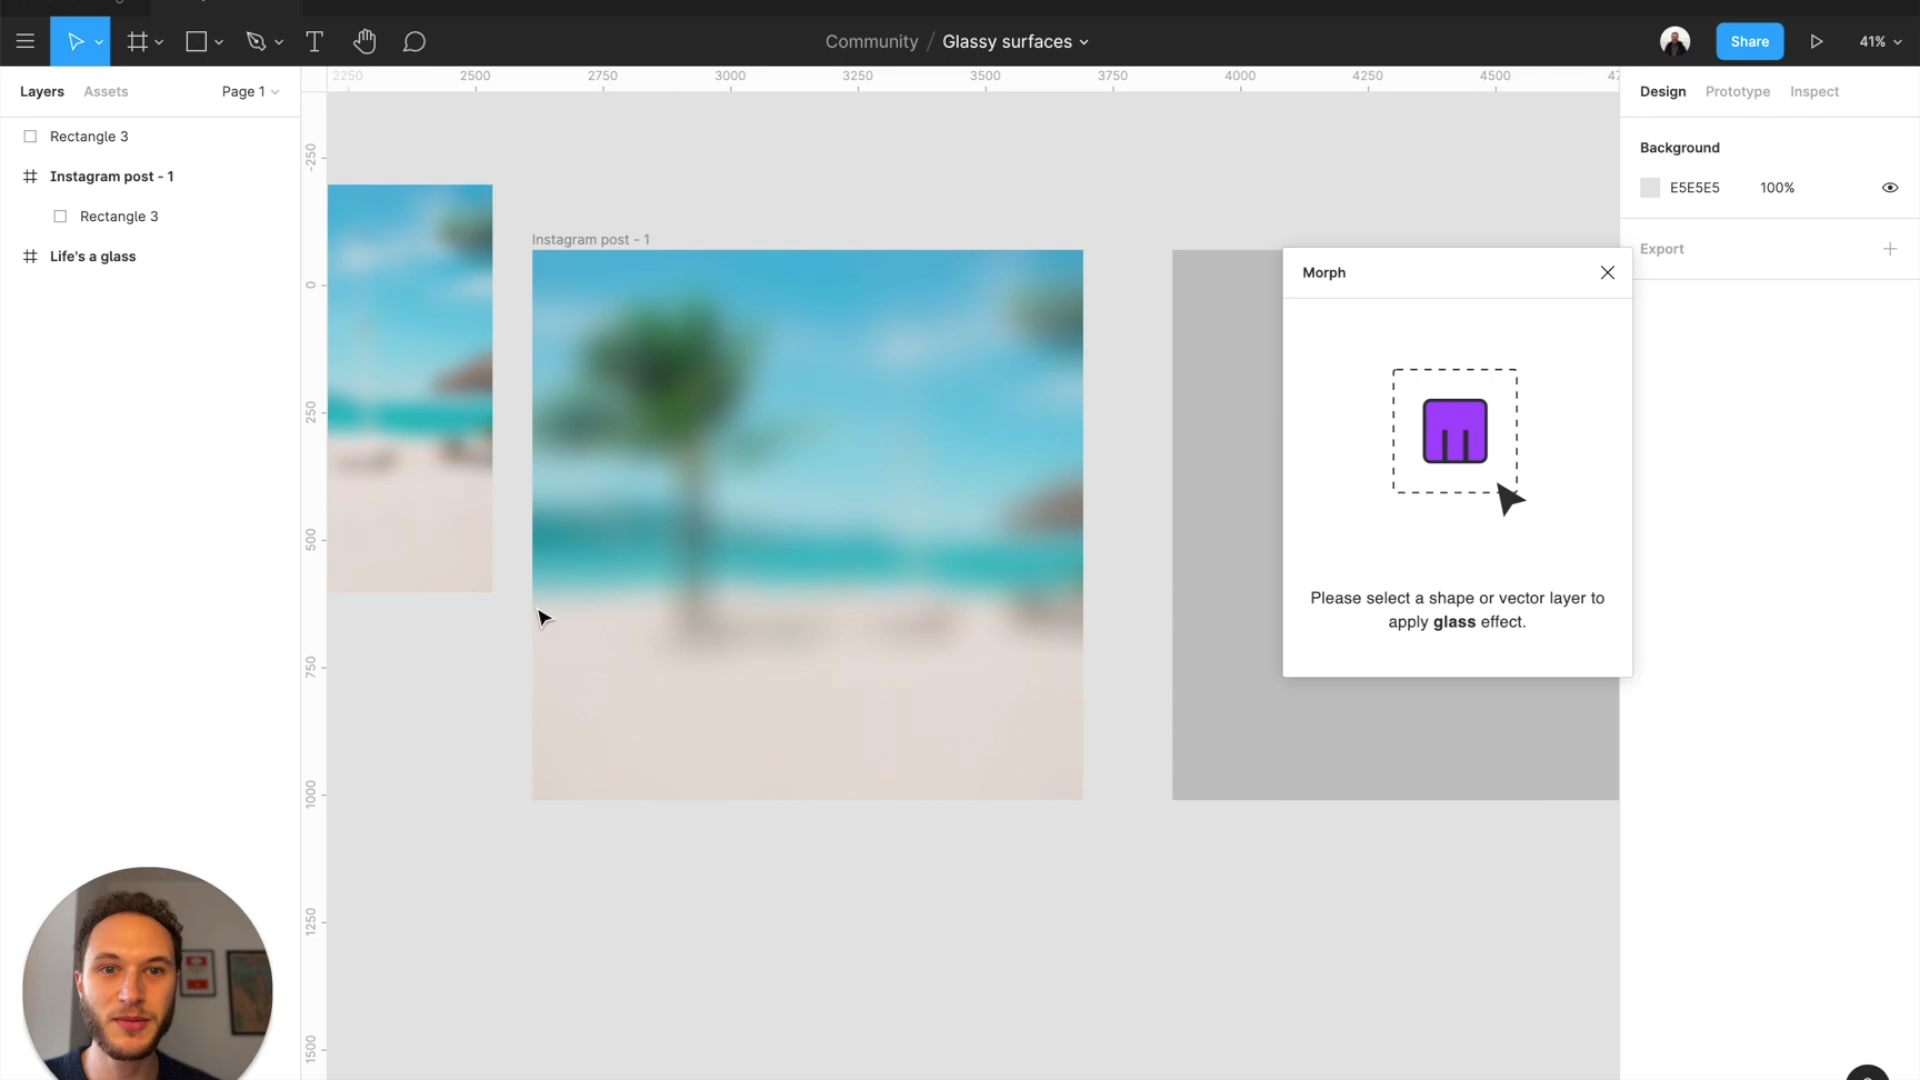 Community / Glassy surfaces
Share
41%
Layers
Assets
Page 1
2250
2500
2750
3000
3250
3500
3750
4000
4250
4500
Design
Prototype
Inspect
Rectangle 3
Instagram post - 1
Rectangle 3
Life's a glass
-250
0
250
500
750
1000
1250
1500
Instagram post - 1
Morph
Please select a shape or vector layer to
apply glass effect.
Background
E5E5E5
100%
Export